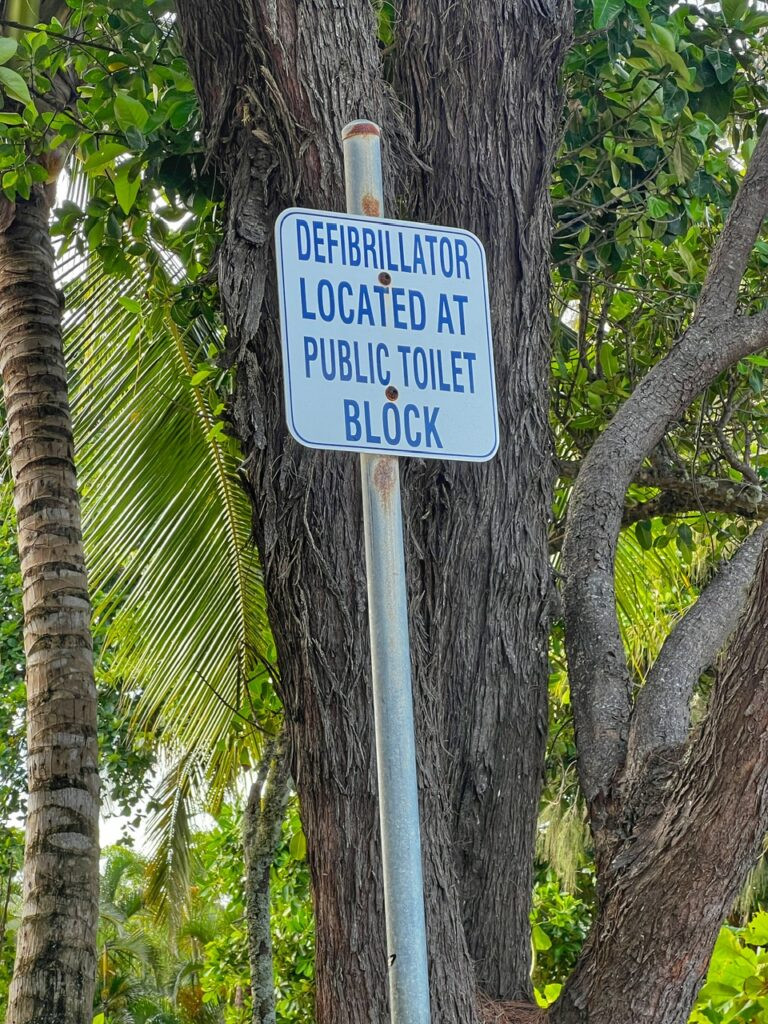 DEFIBRILLATOR
LOCATED AT
PUBLIC TOILET
BLOCK